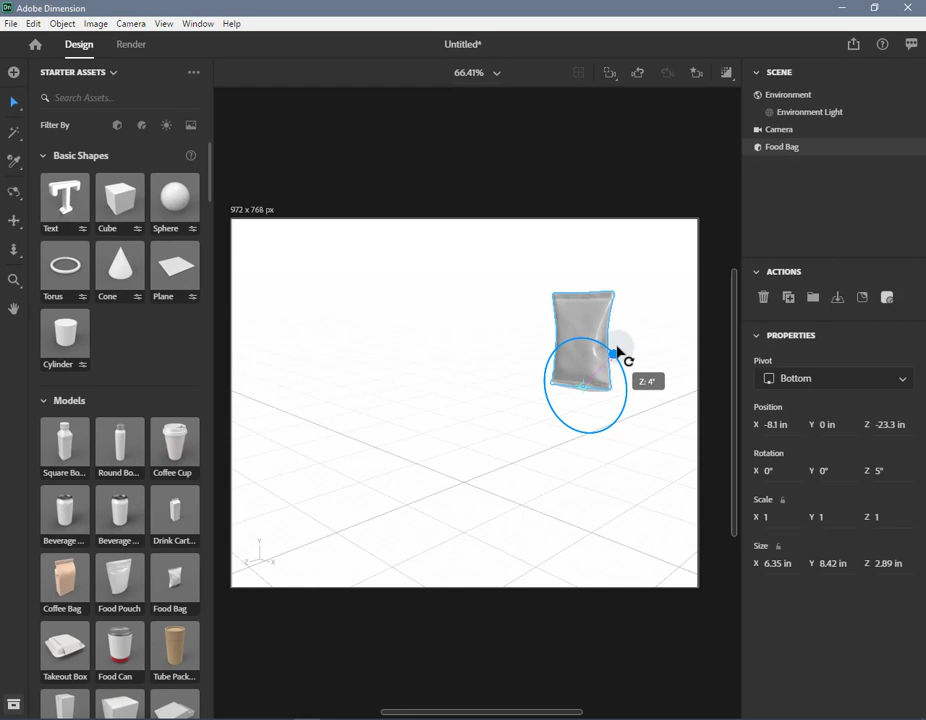 Dn Adobe Dimension
File Edit Object Image Camera View Window Help
Design Render Untitled*
STARTER ASSETS
66.41%
Search Assets...
Filter By
Basic Shapes
Text Cube Sphere
Torus Cone Plane
Cylinder
Models
Square Bo... Round Bo... Coffee Cup
Beverage ... Beverage ... Drink Cart...
Coffee Bag Food Pouch Food Bag
Takeout Box Food Can Tube Pack...
972 x 768 px
Z: 4°
Y
Z X
SCENE
Environment
Environment Light
Camera
Food Bag
ACTIONS
PROPERTIES
Pivot
Bottom
Position
X -8.1 in Y 0 in Z -23.3 in
Rotation
X 0° Y 0° Z 5°
Scale
X 1 Y 1 Z 1
Size
X 6.35 in Y 8.42 in Z 2.89 in